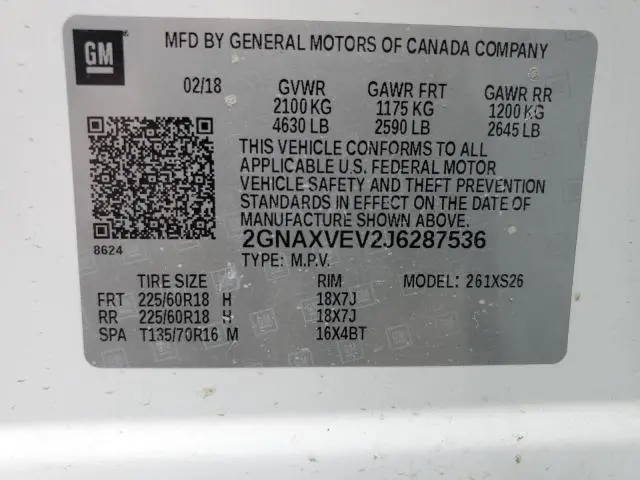 GM
MFD BY GENERAL MOTORS OF CANADA COMPANY
02/18 GVWR GAWR FRT GAWR RR
2100 KG 1175 KG 1200 KG
4630 LB 2590 LB 2645 LB
THIS VEHICLE CONFORMS TO ALL
APPLICABLE U.S. FEDERAL MOTOR
VEHICLE SAFETY AND THEFT PREVENTION
STANDARDS IN EFFECT ON THE DATE OF
MANUFACTURE SHOWN ABOVE.
8624 2GNAXVEV2J6287536
TYPE: M.P.V.
TIRE SIZE RIM MODEL: 261XS26
FRT 225/60R18 H 18X7J
RR 225/60R18 H 18X7J
SPA T135/70R16 M 16X4BT